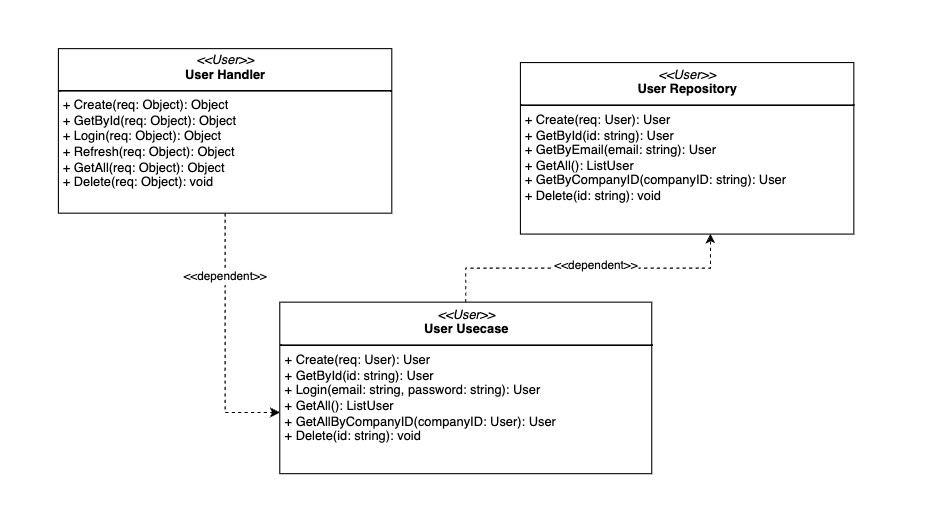 <<User>>
User Handler
+ Create(req: Object): Object
+ GetById(req: Object): Object
+ Login(req: Object): Object
+ Refresh(req: Object): Object
+ GetAll(req: Object): Object
+ Delete(req: Object): void
<<User>>
User Repository
+ Create(req: User): User
+ GetById(id: string): User
+ GetByEmail(email: string): User
+ GetAll(): ListUser
+ GetByCompanyID(companyID: string): User
+ Delete(id: string): void
<<dependent>>
<<dependent>>
<<User>>
User Usecase
+ Create(req: User): User
+ GetById(id: string): User
+ Login(email: string, password: string): User
+ GetAll(): ListUser
+ GetAllByCompanyID(companyID: User): User
+ Delete(id: string): void